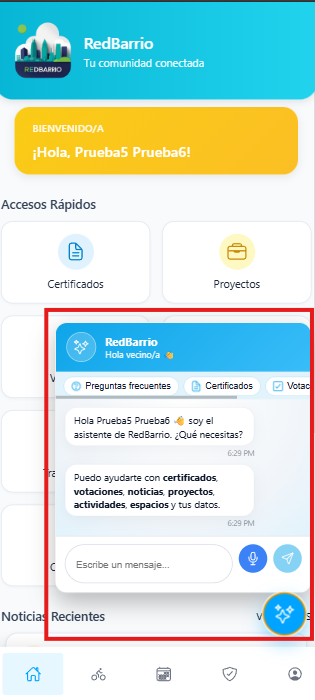 RedBarrio
Tu comunidad conectada
REDBARRIO
BIENVENIDO/A
¡Hola, Prueba5 Prueba6!
Accesos Rápidos
Certificados
Proyectos
RedBarrio
Hola vecino/a 👋
Preguntas frecuentes
Certificados
Votac
Hola Prueba5 Prueba6 👋 soy el
asistente de RedBarrio. ¿Qué necesitas?
6:29 PM
Puedo ayudarte con certificados,
votaciones, noticias, proyectos,
actividades, espacios y tus datos.
6:29 PM
Escribe un mensaje...
Noticias Recientes